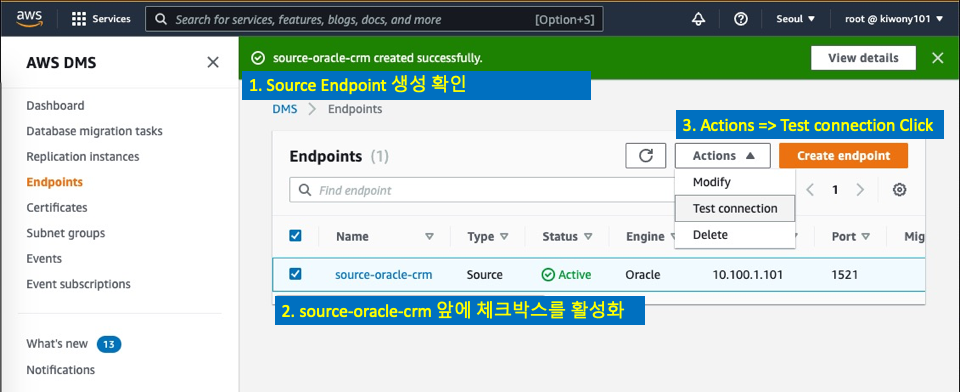 aws Services Search for services, features, blogs, docs, and more [Option+S] Seoul root @ kiwony101
AWS DMS
source-oracle-crm created successfully. View details
1. Source Endpoint 생성 확인
DMS Endpoints
Dashboard
Database migration tasks
Replication instances
Endpoints
Certificates
Subnet groups
Events
Event subscriptions
What's new 13
Notifications
3. Actions => Test connection Click
Endpoints (1) Actions Create endpoint
Find endpoint 1
Modify
Test connection
Delete
Name Type Status Engine Port Mig
source-oracle-crm Source Active Oracle 10.100.1.101 1521
2. source-oracle-crm 앞에 체크박스를 활성화